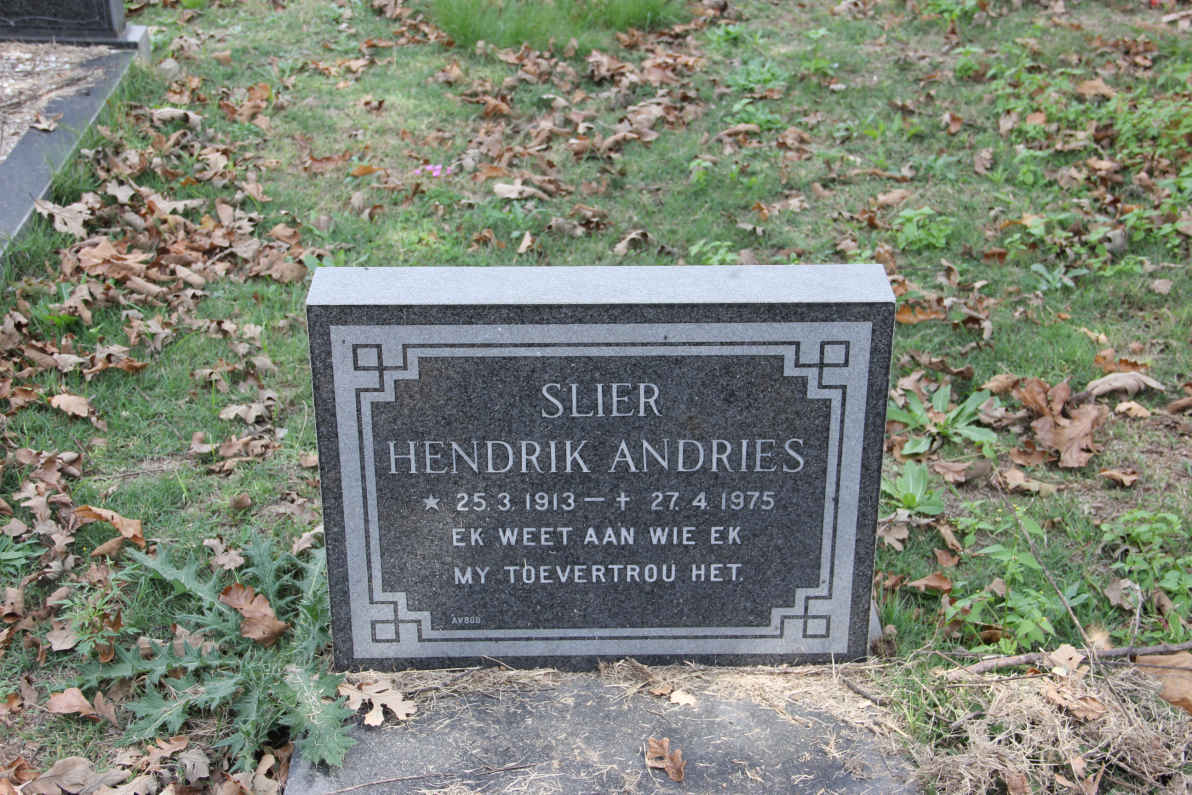 SLIER
HENDRIK ANDRIES
★ 25.3.1913 – ✝ 27.4.1975
EK WEET AAN WIE EK
MY TOEVERTROU HET.